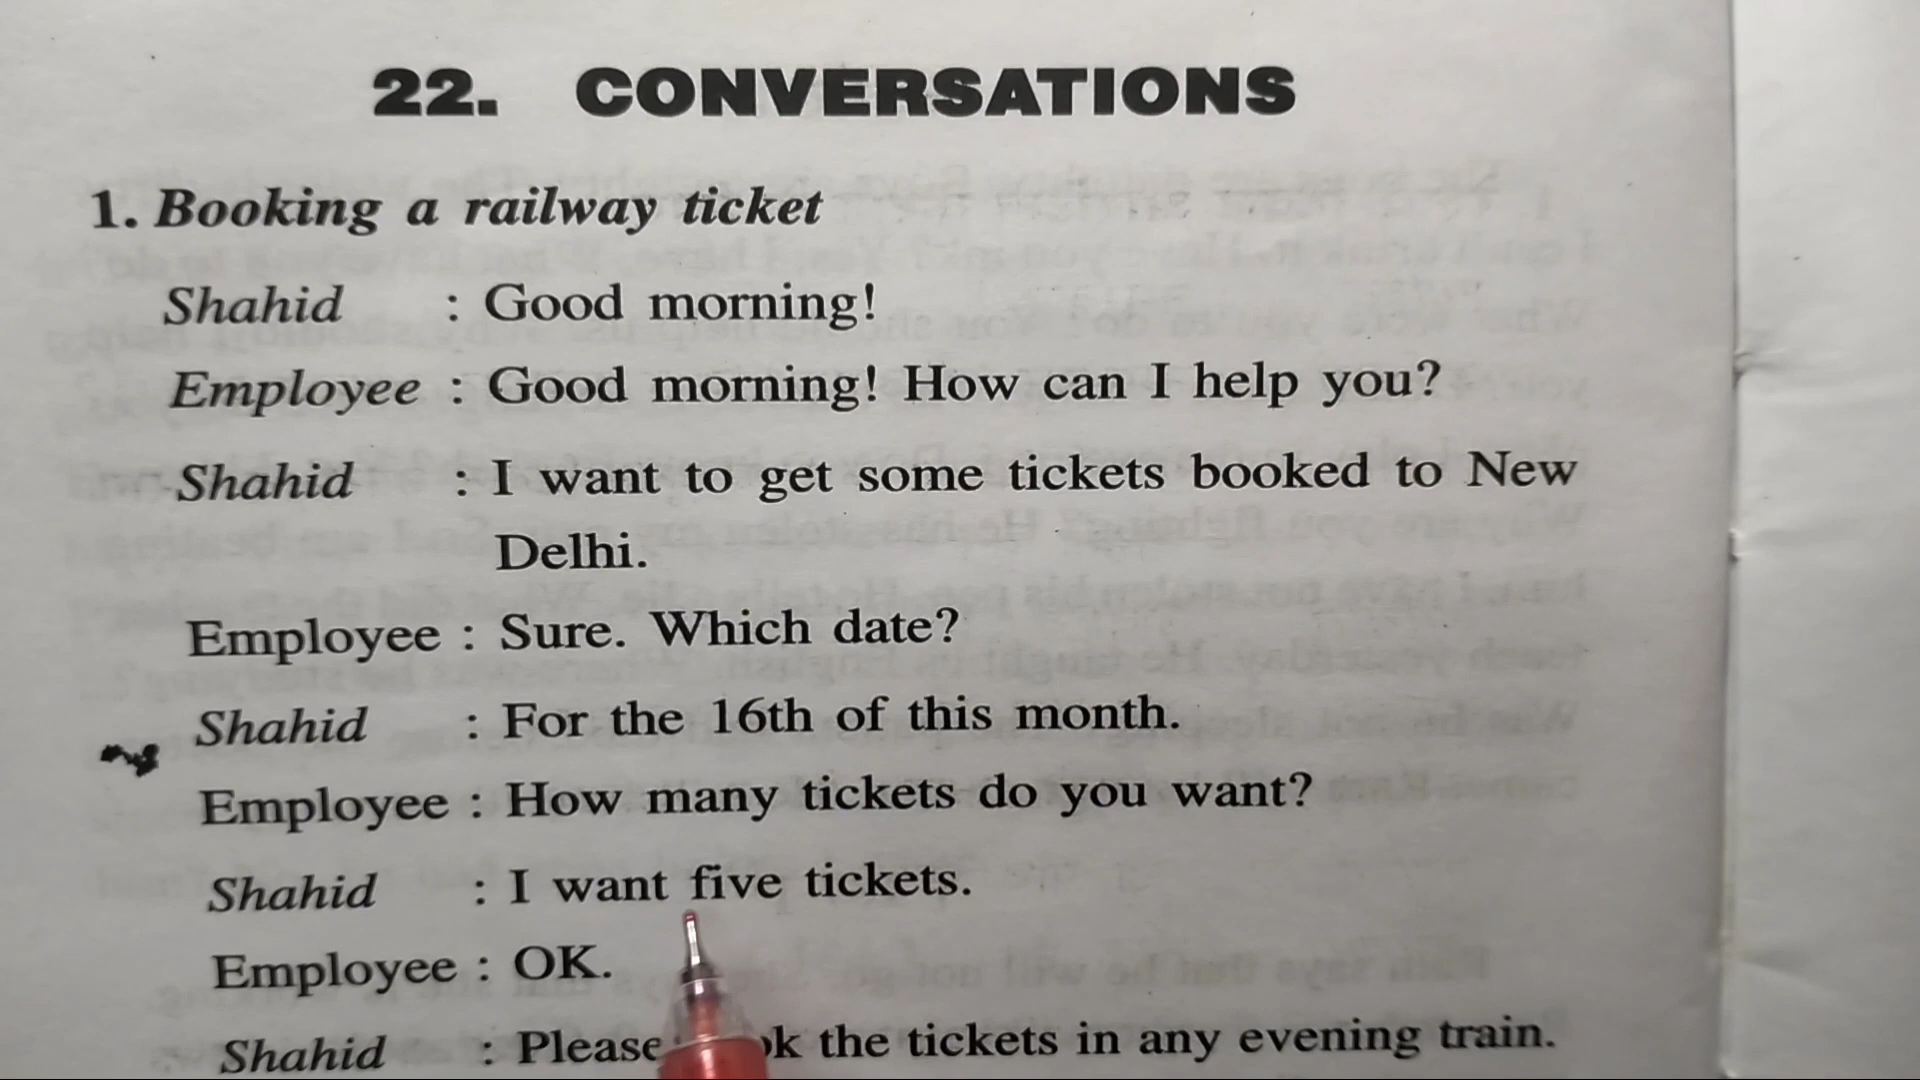 22. CONVERSATIONS
1. Booking a railway ticket
Shahid : Good morning!
Employee : Good morning! How can I help you?
Shahid : I want to get some tickets booked to New
Delhi.
Employee : Sure. Which date?
Shahid : For the 16th of this month.
Employee : How many tickets do you want?
Shahid : I want five tickets.
Employee : OK.
Shahid : Please the tickets in any evening train.